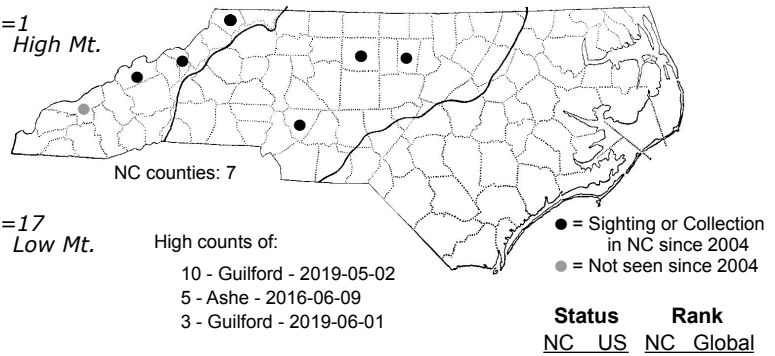 =1
High Mt.
NC counties: 7
=17
Low Mt.
High counts of:
10 - Guilford - 2019-05-02
5 - Ashe - 2016-06-09
3 - Guilford - 2019-06-01
● = Sighting or Collection
in NC since 2004
● = Not seen since 2004
Status Rank
NC US NC Global